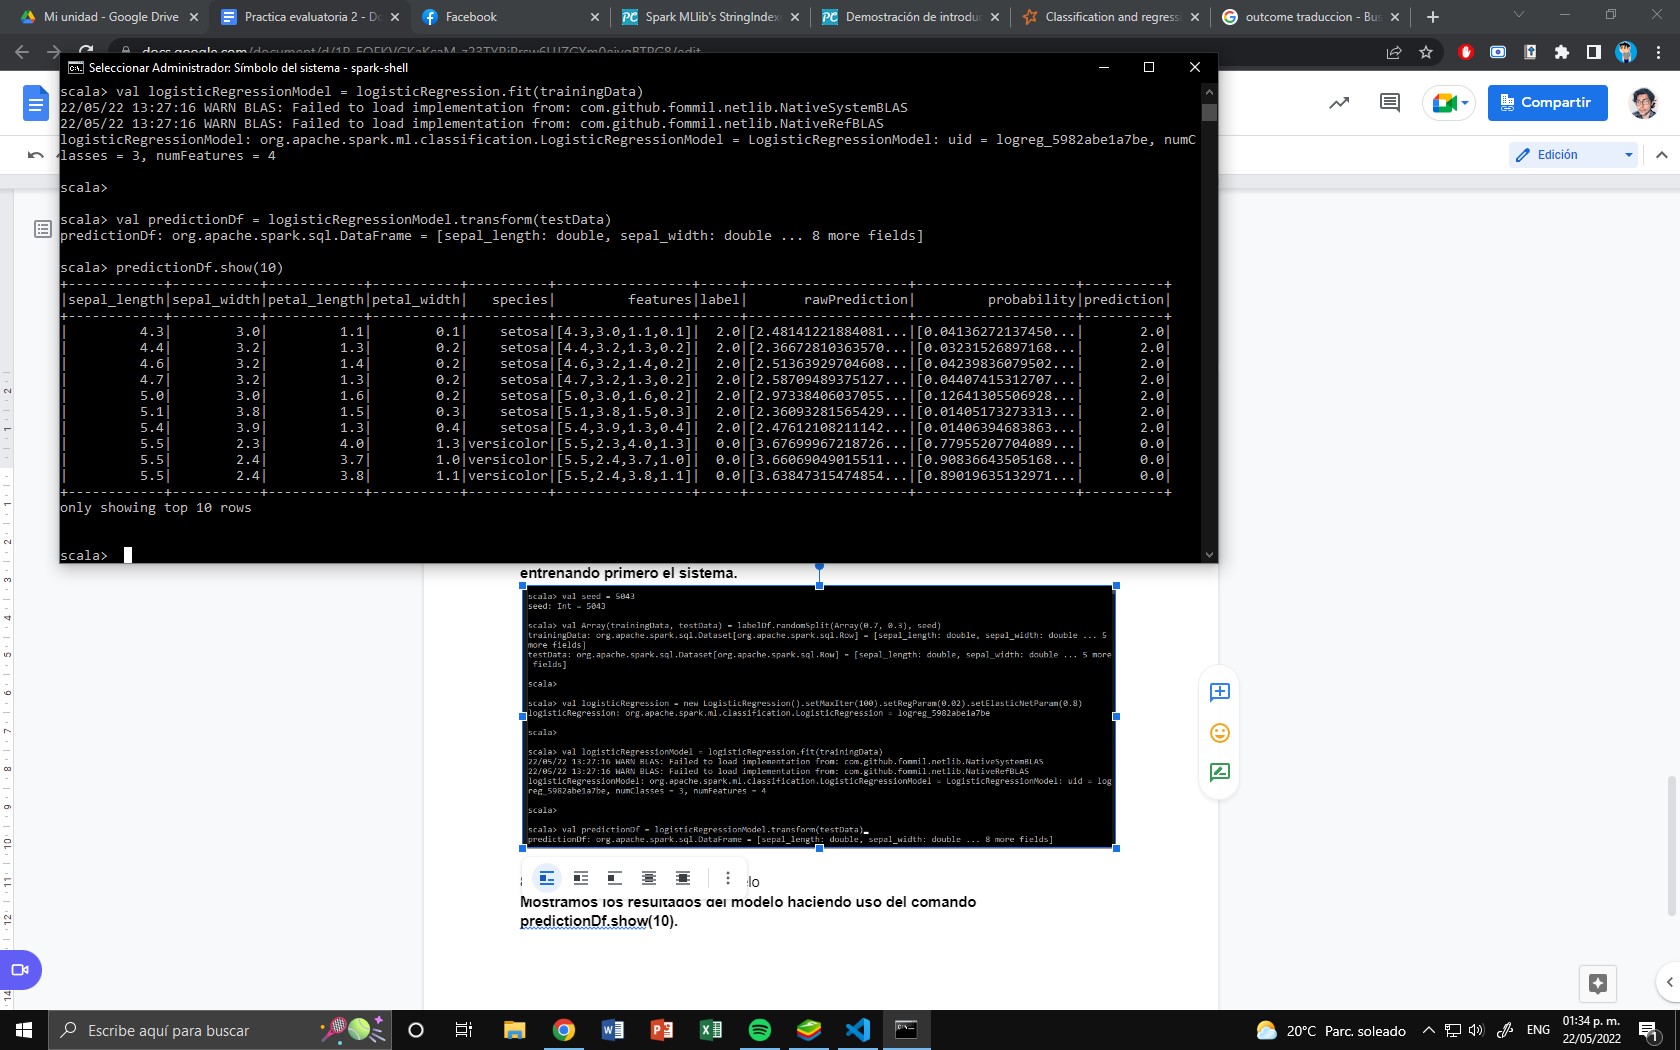 Mi unidad - Google Drive
Practica evaluatoria 2 - Do
Facebook
Spark MLlib's StringIndex
Demostración de introdu
Classification and regress
outcome traduccion - Bus
Seleccionar Administrador: Símbolo del sistema - spark-shell
Compartir
Edición
scala> val logisticRegressionModel = logisticRegression.fit(trainingData)
22/05/22 13:27:16 WARN BLAS: Failed to load implementation from: com.github.fommil.netlib.NativeSystemBLAS
22/05/22 13:27:16 WARN BLAS: Failed to load implementation from: com.github.fommil.netlib.NativeRefBLAS
logisticRegressionModel: org.apache.spark.ml.classification.LogisticRegressionModel = LogisticRegressionModel: uid = logreg_5982abe1a7be, numC
lasses = 3, numFeatures = 4
scala>
scala> val predictionDf = logisticRegressionModel.transform(testData)
predictionDf: org.apache.spark.sql.DataFrame = [sepal_length: double, sepal_width: double ... 8 more fields]
scala> predictionDf.show(10)
+------------+-----------+------------+-----------+----------+-----------------+-----+--------------------+--------------------+----------+
|sepal_length|sepal_width|petal_length|petal_width|   species|         features|label|       rawPrediction|         probability|prediction|
+------------+-----------+------------+-----------+----------+-----------------+-----+--------------------+--------------------+----------+
|         4.3|        3.0|         1.1|        0.1|    setosa|[4.3,3.0,1.1,0.1]|  2.0|[2.48141221884081...|[0.04136272137450...|       2.0|
|         4.4|        3.2|         1.3|        0.2|    setosa|[4.4,3.2,1.3,0.2]|  2.0|[2.36672810363570...|[0.03231526897168...|       2.0|
|         4.6|        3.2|         1.4|        0.2|    setosa|[4.6,3.2,1.4,0.2]|  2.0|[2.51363929704608...|[0.04239836079502...|       2.0|
|         4.7|        3.2|         1.3|        0.2|    setosa|[4.7,3.2,1.3,0.2]|  2.0|[2.58709489375127...|[0.04407415312707...|       2.0|
|         5.0|        3.0|         1.6|        0.2|    setosa|[5.0,3.0,1.6,0.2]|  2.0|[2.97338406037055...|[0.12641305506928...|       2.0|
|         5.1|        3.8|         1.5|        0.3|    setosa|[5.1,3.8,1.5,0.3]|  2.0|[2.36093281565429...|[0.01405173273313...|       2.0|
|         5.4|        3.9|         1.3|        0.4|    setosa|[5.4,3.9,1.3,0.4]|  2.0|[2.47612108211142...|[0.01406394683863...|       2.0|
|         5.5|        2.3|         4.0|        1.3|versicolor|[5.5,2.3,4.0,1.3]|  0.0|[3.67699967218726...|[0.77955207704089...|       0.0|
|         5.5|        2.4|         3.7|        1.0|versicolor|[5.5,2.4,3.7,1.0]|  0.0|[3.66069049015511...|[0.90836643505168...|       0.0|
|         5.5|        2.4|         3.8|        1.1|versicolor|[5.5,2.4,3.8,1.1]|  0.0|[3.63847315474854...|[0.89019635132971...|       0.0|
+------------+-----------+------------+-----------+----------+-----------------+-----+--------------------+--------------------+----------+
only showing top 10 rows
scala>
entrenando primero el sistema.
scala> val seed = 5043
seed: Int = 5043
scala> val Array(trainingData, testData) = labelDf.randomSplit(Array(0.7, 0.3), seed)
trainingData: org.apache.spark.sql.Dataset[org.apache.spark.sql.Row] = [sepal_length: double, sepal_width: double ... 5
more fields]
testData: org.apache.spark.sql.Dataset[org.apache.spark.sql.Row] = [sepal_length: double, sepal_width: double ... 5 more
fields]
scala>
scala> val logisticRegression = new LogisticRegression().setMaxIter(100).setRegParam(0.02).setElasticNetParam(0.8)
logisticRegression: org.apache.spark.ml.classification.LogisticRegression = logreg_5982abe1a7be
scala>
scala> val logisticRegressionModel = logisticRegression.fit(trainingData)
22/05/22 13:27:16 WARN BLAS: Failed to load implementation from: com.github.fommil.netlib.NativeSystemBLAS
22/05/22 13:27:16 WARN BLAS: Failed to load implementation from: com.github.fommil.netlib.NativeRefBLAS
logisticRegressionModel: org.apache.spark.ml.classification.LogisticRegressionModel = LogisticRegressionModel: uid = log
reg_5982abe1a7be, numClasses = 3, numFeatures = 4
scala>
scala> val predictionDf = logisticRegressionModel.transform(testData)
predictionDf: org.apache.spark.sql.DataFrame = [sepal_length: double, sepal_width: double ... 8 more fields]
lo
Mostramos los resultados del modelo haciendo uso del comando
predictionDf.show(10).
Escribe aquí para buscar
20°C Parc. soleado
ENG
01:34 p. m.
22/05/2022
1